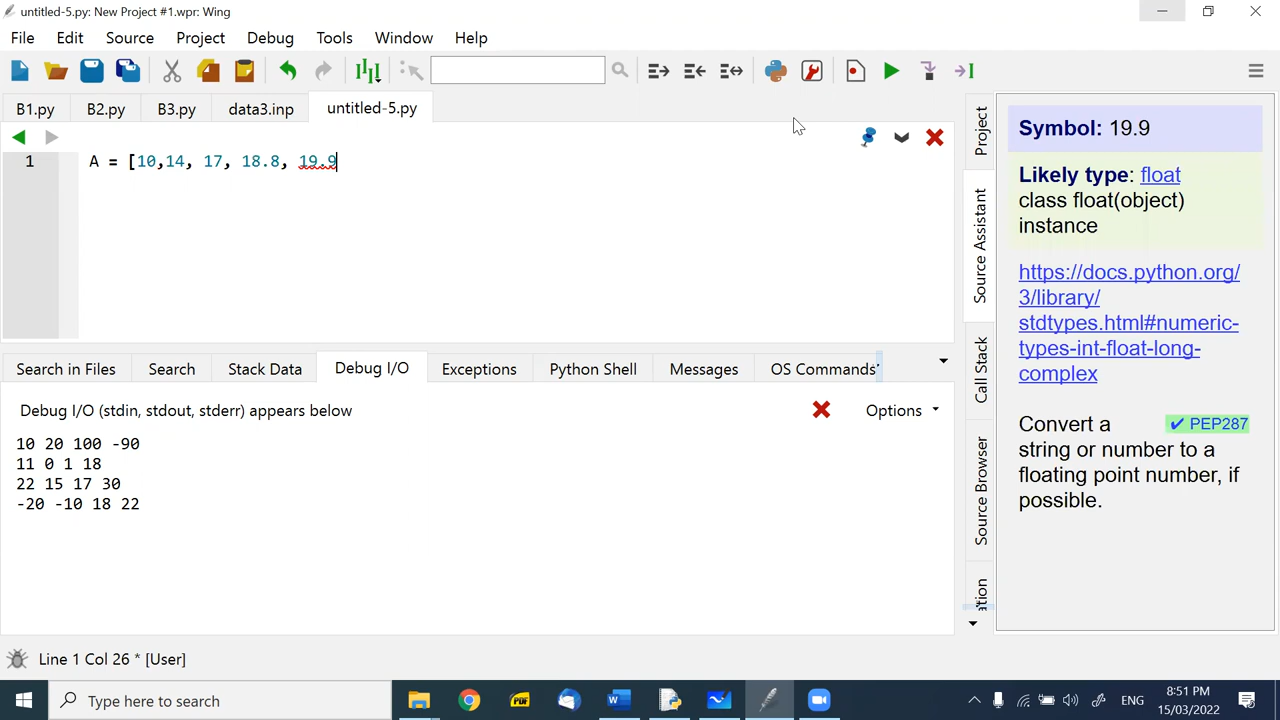 untitled-5.py: New Project #1.wpr: Wing
File Edit Source Project Debug Tools Window Help
B1.py B2.py B3.py data3.inp untitled-5.py
1 A = [10,14, 17, 18.8, 19.9
Search in Files Search Stack Data Debug I/O Exceptions Python Shell Messages OS Commands
Debug I/O (stdin, stdout, stderr) appears below Options
10 20 100 -90
11 0 1 18
22 15 17 30
-20 -10 18 22
Project
Source Assistant
Call Stack
Source Browser
Symbol: 19.9
Likely type: float
class float(object)
instance
https://docs.python.org/
3/library/
stdtypes.html#numeric-
types-int-float-long-
complex
Convert a ✔ PEP287
string or number to a
floating point number, if
possible.
Line 1 Col 26 * [User]
Type here to search
PDF
ENG
8:51 PM
15/03/2022